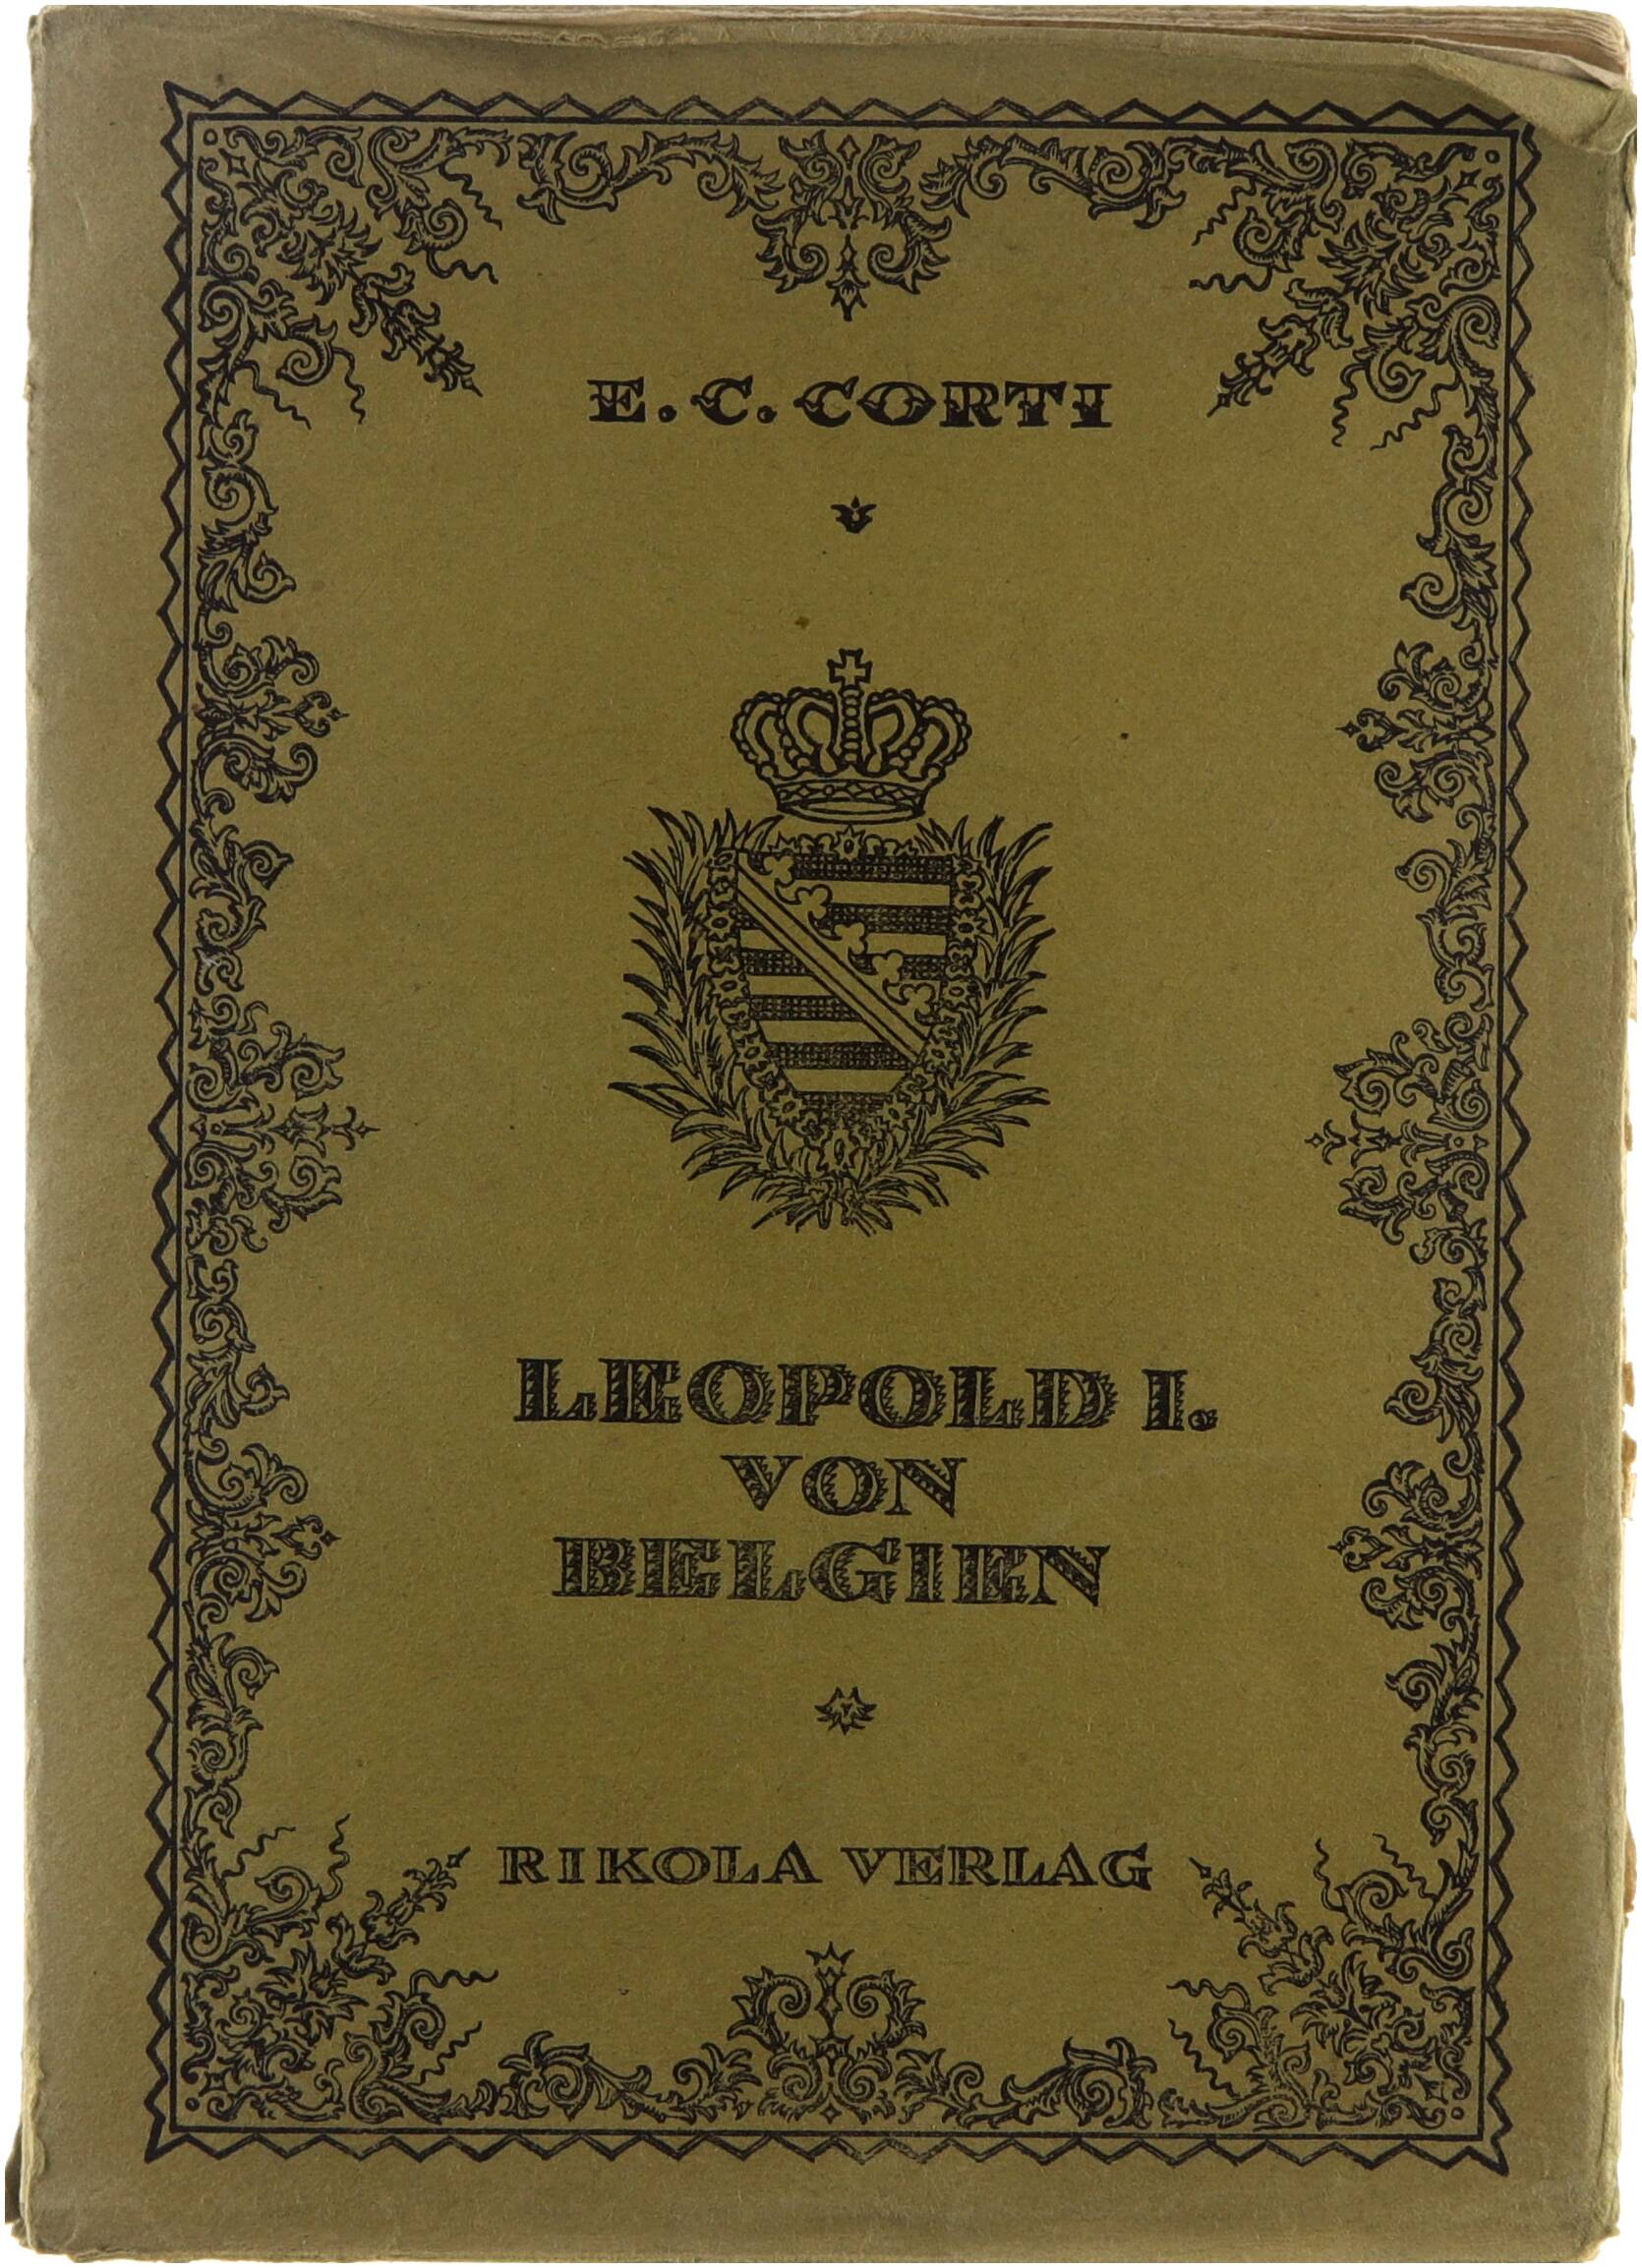 E. C. CORTI
LEOPOLD I.
VON
BELGIEN
RIKOLA VERLAG